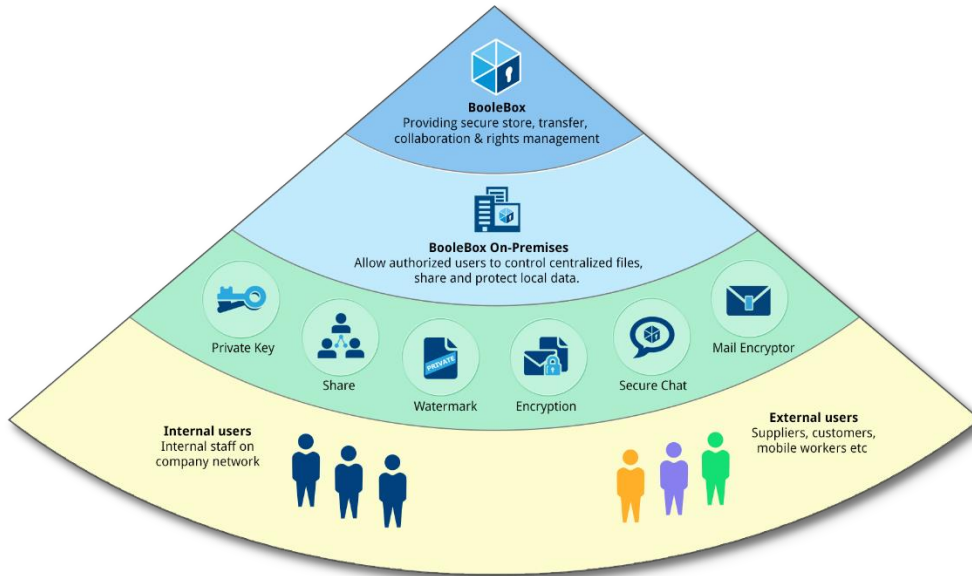 BooleBox
Providing secure store, transfer,
collaboration & rights management
BooleBox On-Premises
Allow authorized users to control centralized files,
share and protect local data.
Private Key
Share
PRIVATE
Watermark
Encryption
Secure Chat
Mail Encryptor
Internal users
Internal staff on
company network
External users
Suppliers, customers,
mobile workers etc